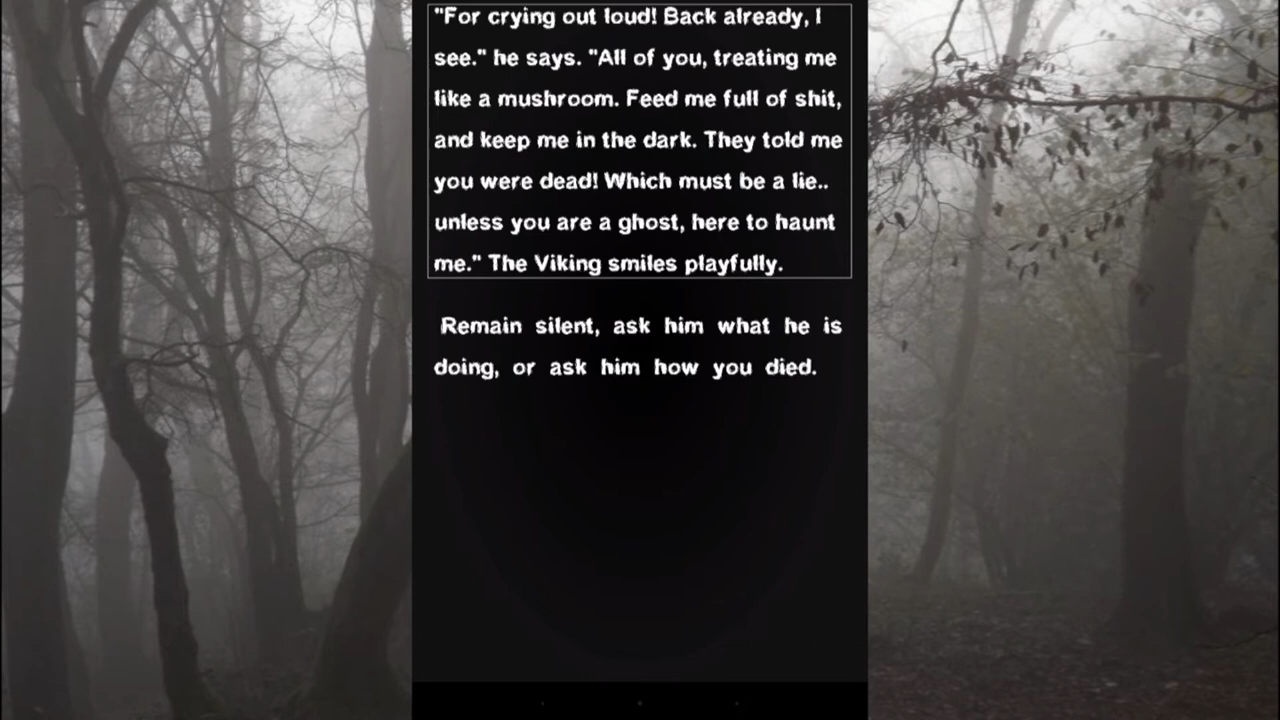 "For crying out loud! Back already, I
see." he says. "All of you, treating me
like a mushroom. Feed me full of shit,
and keep me in the dark. They told me
you were dead! Which must be a lie..
unless you are a ghost, here to haunt
me." The Viking smiles playfully.
Remain silent, ask him what he is
doing, or ask him how you died.